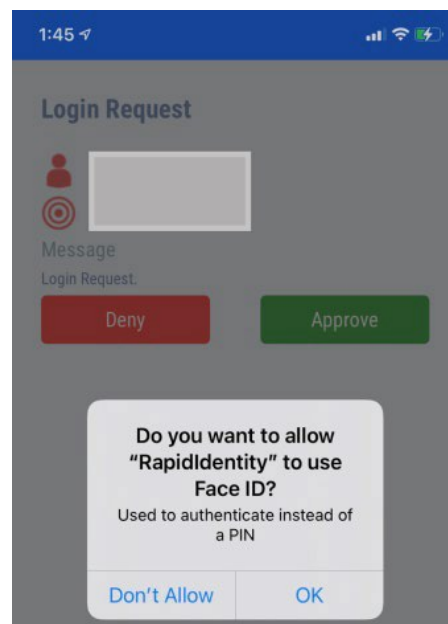 1:45
Login Request
Message
Login Request.
Deny Approve
Do you want to allow
“RapidIdentity” to use
Face ID?
Used to authenticate instead of
a PIN
Don’t Allow OK